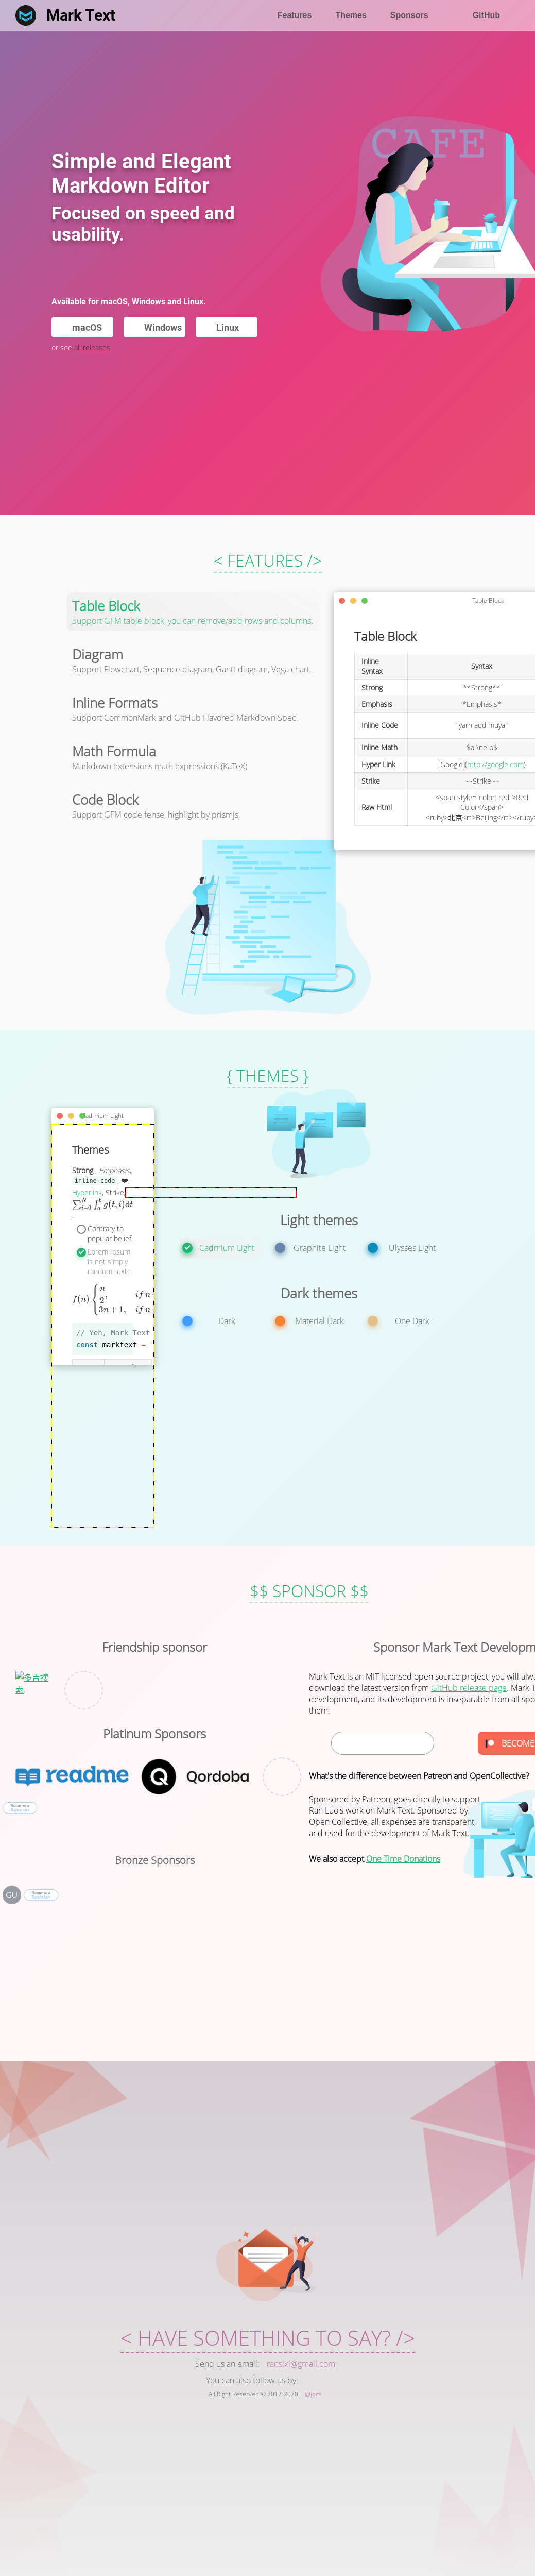 Mark Text
Features Themes Sponsors GitHub
CAFE
Simple and Elegant
Markdown Editor
Focused on speed and
usability.
Available for macOS, Windows and Linux.
macOS Windows Linux
or see all releases
< FEATURES />
Table Block
Support GFM table block, you can remove/add rows and columns.
Diagram
Support Flowchart, Sequence diagram, Gantt diagram, Vega chart.
Inline Formats
Support CommonMark and GitHub Flavored Markdown Spec.
Math Formula
Markdown extensions math expressions (KaTeX)
Code Block
Support GFM code fense, highlight by prismjs.
Table Block
Table Block
Inline Syntax Syntax
Strong **Strong**
Emphasis *Emphasis*
Inline Code `yarn add muya`
Inline Math $a \ne b$
Hyper Link [Google](http://google.com)
Strike ~~Strike~~
Raw Html <span style="color: red">Red
Color</span>
<ruby>北京<rt>Beijing</rt></ruby>
{ THEMES }
Cadmium Light
Themes
Strong , Emphasis,
inline code , ❤️,
Hyperlink, Strike,
∑ᴺᵢ₌₀ ∫ᵇₐ g(t, i)dt
Contrary to
popular belief.
Lorem Ipsum
is not simply
random text.
f(n) { n/2, if n
3n + 1, if n
// Yeh, Mark Text
const marktext =
Light themes
Cadmium Light Graphite Light Ulysses Light
Dark themes
Dark Material Dark One Dark
$$ SPONSOR $$
Friendship sponsor
多吉搜
索
Platinum Sponsors
readme Qordoba
Become a
Sponsor
Bronze Sponsors
GU
Become a
Sponsor
Sponsor Mark Text Developm
Mark Text is an MIT licensed open source project, you will alwa
download the latest version from GitHub release page. Mark T
development, and its development is inseparable from all spo
them:
BECOME
What's the difference between Patreon and OpenCollective?
Sponsored by Patreon, goes directly to support
Ran Luo's work on Mark Text. Sponsored by
Open Collective, all expenses are transparent,
and used for the development of Mark Text.
We also accept One Time Donations
< HAVE SOMETHING TO SAY? />
Send us an email: ransixi@gmail.com
You can also follow us by:
All Right Reserved © 2017-2020 @jocs